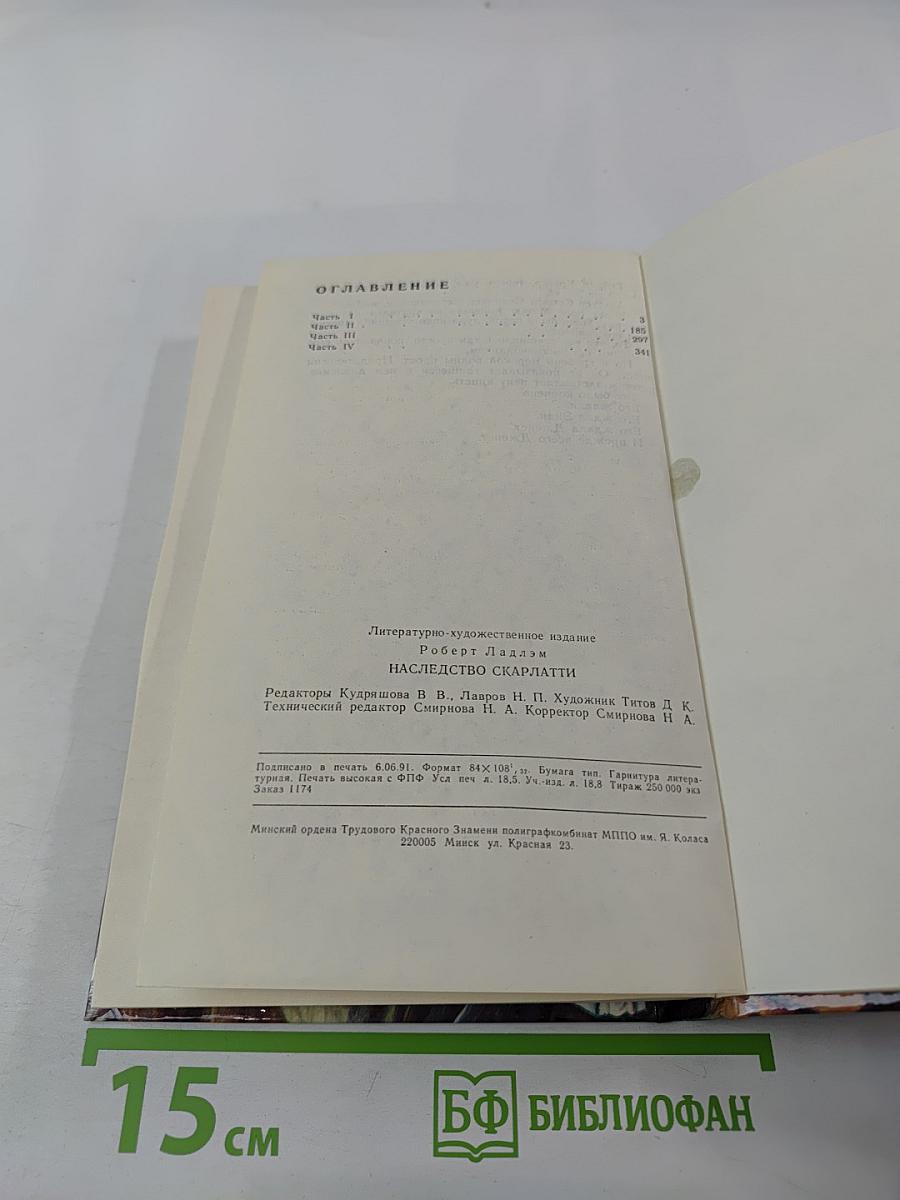 ОГЛАВЛЕНИЕ
Часть I . . . . . . . . . . . . 3
Часть II . . . . . . . . . . . . 185
Часть III . . . . . . . . . . . . 297
Часть IV . . . . . . . . . . . . 341
Литературно-художественное издание
Роберт Ладлэм
НАСЛЕДСТВО СКАРЛАТТИ
Редакторы Кудряшова В В., Лавров Н. П. Художник Титов Д К.
Технический редактор Смирнова Н. А. Корректор Смирнова Н А.
Подписано в печать 6.06.91. Формат 84×108¹/₃₂. Бумага тип. Гарнитура литера-
турная. Печать высокая с ФПФ Усл печ л. 18,5. Уч.-изд. л. 18,8 Тираж 250 000 экз
Заказ 1174
Минский ордена Трудового Красного Знамени полиграфкомбинат МППО им. Я. Коласа
220005 Минск ул. Красная 23.
15 см
БФ БИБЛИОФАН